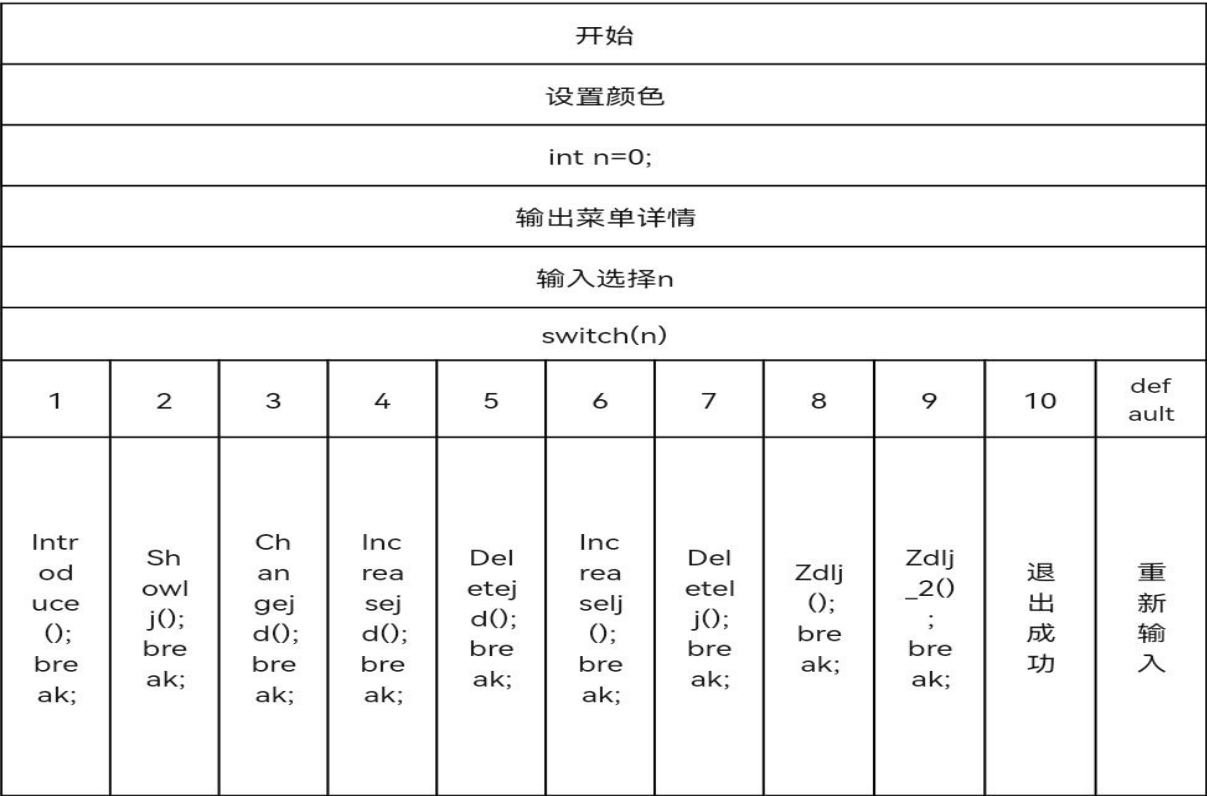 开始
设置颜色
int n=0;
输出菜单详情
输入选择n
switch(n)
1
2
3
4
5
6
7
8
9
10
def
ault
Intr
od
uce
();
bre
ak;
Sh
owl
j();
bre
ak;
Ch
an
gej
d();
bre
ak;
Inc
rea
sej
d();
bre
ak;
Del
etej
d();
bre
ak;
Inc
rea
selj
();
bre
ak;
Del
etel
j();
bre
ak;
Zdlj
();
bre
ak;
Zdlj
_2()
;
bre
ak;
退
出
成
功
重
新
输
入